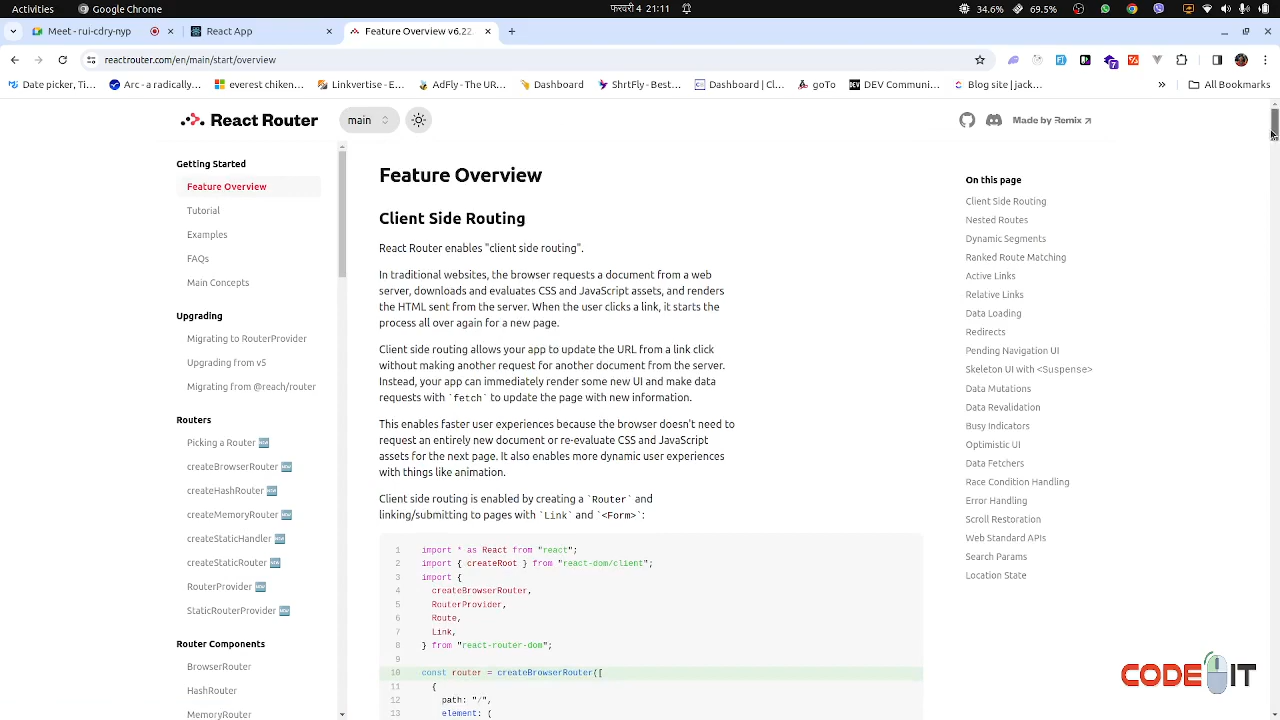 Activities
Google Chrome
21:11
34.6%
69.5%
Meet - rui-cdry-nyp
React App
Feature Overview v6.22.
reactrouter.com/en/main/start/overview
Date picker, Ti...
Arc - a radically...
everest chicken...
Linkvertise - Ex...
AdFly - The UR...
Dashboard
ShrtFly - Best...
Dashboard | C...
goTo
DEV Communi...
Blog site | jack...
»
All Bookmarks
React Router
main
Made by Remix ↗
Getting Started
Feature Overview
Tutorial
Examples
FAQs
Main Concepts
Upgrading
Migrating to RouterProvider
Upgrading from v5
Migrating from @reach/router
Routers
Picking a Router 🆕
createBrowserRouter 🆕
createHashRouter 🆕
createMemoryRouter 🆕
createStaticHandler 🆕
createStaticRouter 🆕
RouterProvider 🆕
StaticRouterProvider 🆕
Router Components
BrowserRouter
HashRouter
MemoryRouter
Feature Overview
Client Side Routing
React Router enables "client side routing".
In traditional websites, the browser requests a document from a web
server, downloads and evaluates CSS and JavaScript assets, and renders
the HTML sent from the server. When the user clicks a link, it starts the
process all over again for a new page.
Client side routing allows your app to update the URL from a link click
without making another request for another document from the server.
Instead, your app can immediately render some new UI and make data
requests with `fetch` to update the page with new information.
This enables faster user experiences because the browser doesn't need to
request an entirely new document or re-evaluate CSS and JavaScript
assets for the next page. It also enables more dynamic user experiences
with things like animation.
Client side routing is enabled by creating a `Router` and
linking/submitting to pages with `Link` and `<Form>`:
1 import * as React from "react";
2 import { createRoot } from "react-dom/client";
3 import {
4 createBrowserRouter,
5 RouterProvider,
6 Route,
7 Link,
8 } from "react-router-dom";
9
10 const router = createBrowserRouter([
11 {
12 path: "/",
13 element: (
On this page
Client Side Routing
Nested Routes
Dynamic Segments
Ranked Route Matching
Active Links
Relative Links
Data Loading
Redirects
Pending Navigation UI
Skeleton UI with <Suspense>
Data Mutations
Data Revalidation
Busy Indicators
Optimistic UI
Data Fetchers
Race Condition Handling
Error Handling
Scroll Restoration
Web Standard APIs
Search Params
Location State
CODE IT